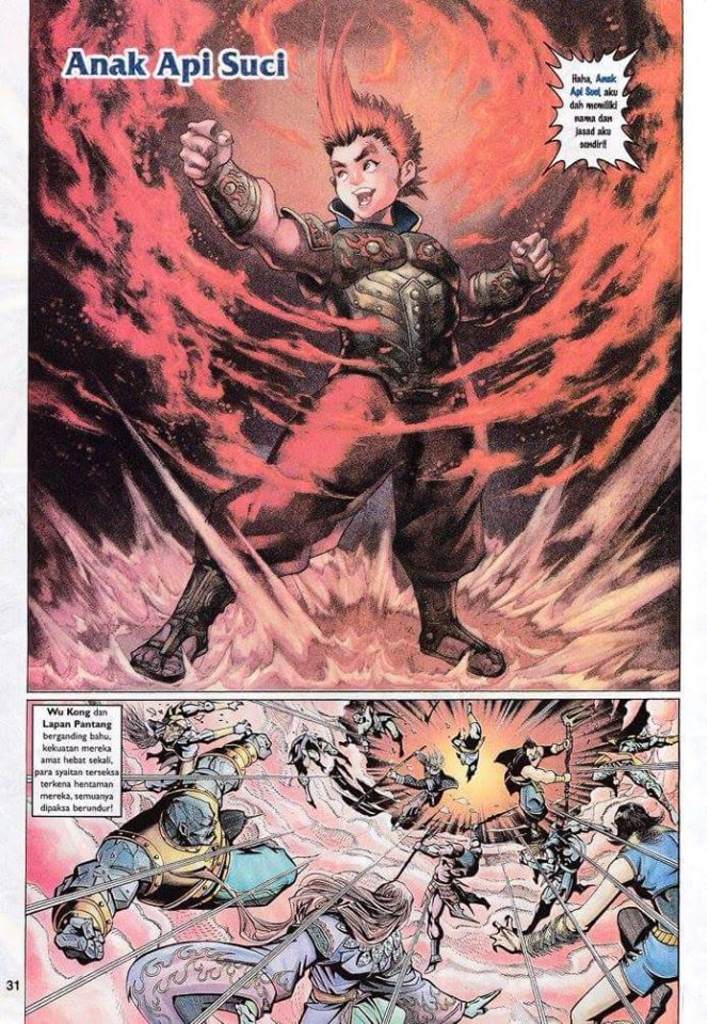 Anak Api Suci
Haha, Anak
Api Suci, aku
dah memiliki
nama dan
jasad aku
sendiri!
Wu Kong dan
Lapan Pantang
berganding bahu,
kekuatan mereka
amat hebat sekali,
para syaitan terseksa
terkena hentaman
mereka, semuanya
dipaksa berundur!
31